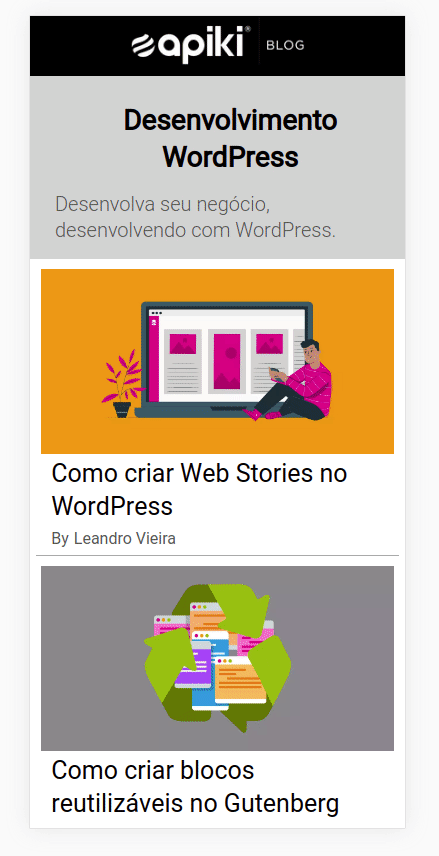 apiki® BLOG
Desenvolvimento
WordPress
Desenvolva seu negócio,
desenvolvendo com WordPress.
Como criar Web Stories no
WordPress
By Leandro Vieira
Como criar blocos
reutilizáveis no Gutenberg